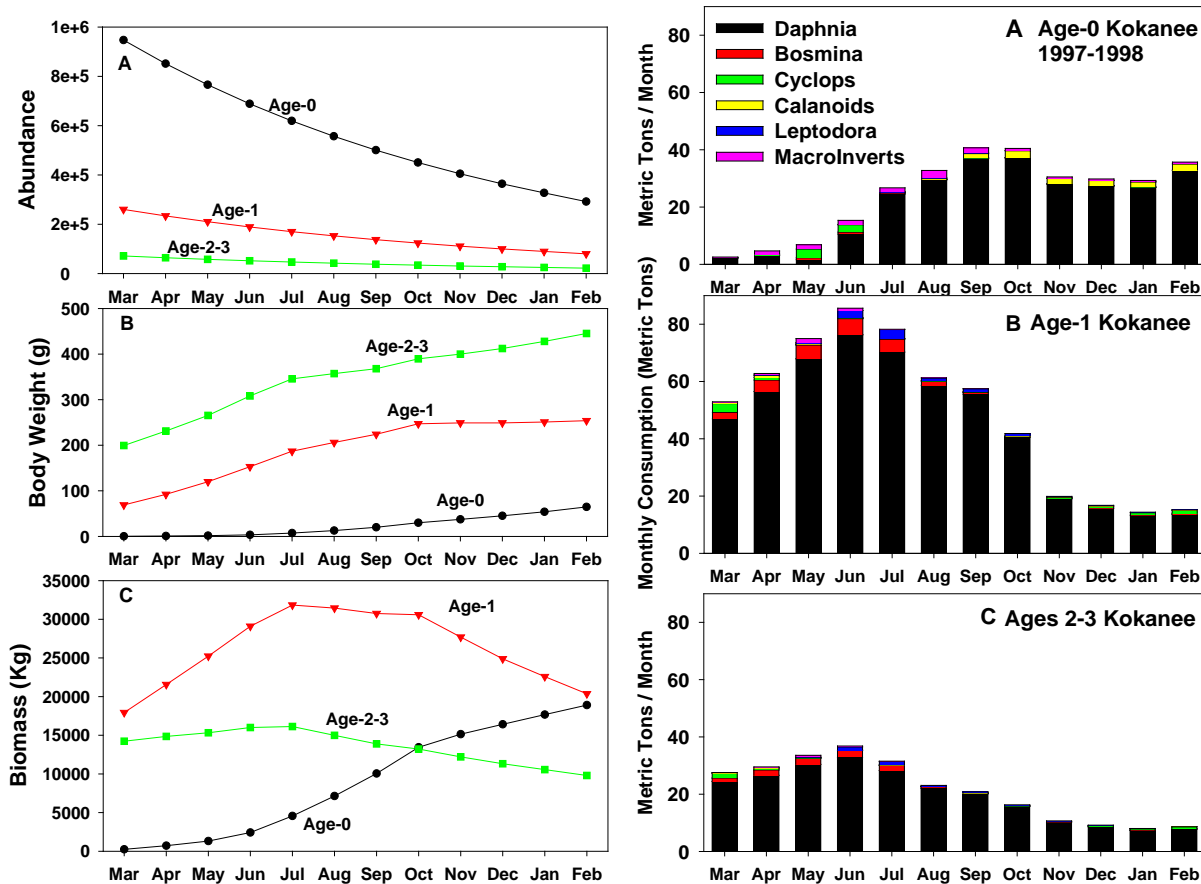 1e+6
8e+5
6e+5
4e+5
2e+5
0
Abundance
A
Age-0
Age-1
Age-2-3
Mar Apr May Jun Jul Aug Sep Oct Nov Dec Jan Feb
500
400
300
200
100
0
Body Weight (g)
B
Age-2-3
Age-1
Age-0
Mar Apr May Jun Jul Aug Sep Oct Nov Dec Jan Feb
35000
30000
25000
20000
15000
10000
5000
0
Biomass (Kg)
C
Age-1
Age-2-3
Age-0
Mar Apr May Jun Jul Aug Sep Oct Nov Dec Jan Feb
80
60
40
20
0
Metric Tons / Month
Daphnia
Bosmina
Cyclops
Calanoids
Leptodora
MacroInverts
A Age-0 Kokanee
1997-1998
Mar Apr May Jun Jul Aug Sep Oct Nov Dec Jan Feb
80
60
40
20
0
Monthly Consumption (Metric Tons)
B Age-1 Kokanee
Mar Apr May Jun Jul Aug Sep Oct Nov Dec Jan Feb
80
60
40
20
0
Metric Tons / Month
C Ages 2-3 Kokanee
Mar Apr May Jun Jul Aug Sep Oct Nov Dec Jan Feb